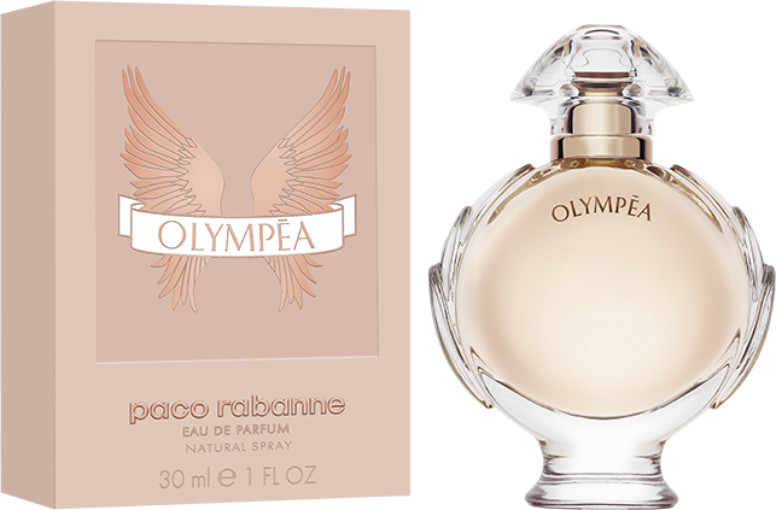 OLYMPĒA
paco rabanne
EAU DE PARFUM
NATURAL SPRAY
30 ml ℮ 1 FL OZ
OLYMPĒA